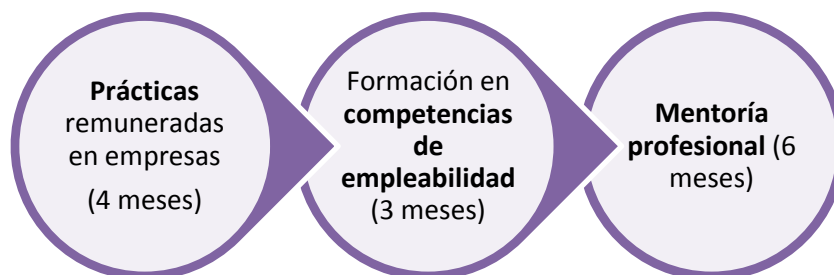 Prácticas
remuneradas
en empresas
(4 meses)
Formación en
competencias
de
empleabilidad
(3 meses)
Mentoría
profesional (6
meses)